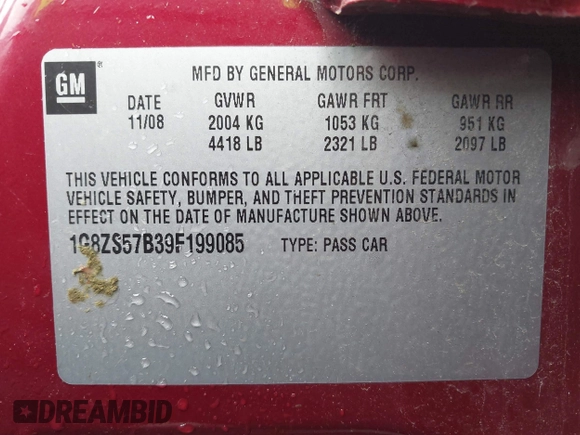 GM
®
MFD BY GENERAL MOTORS CORP.
DATE GVWR GAWR FRT GAWR RR
11/08 2004 KG 1053 KG 951 KG
4418 LB 2321 LB 2097 LB
THIS VEHICLE CONFORMS TO ALL APPLICABLE U.S. FEDERAL MOTOR
VEHICLE SAFETY, BUMPER, AND THEFT PREVENTION STANDARDS IN
EFFECT ON THE DATE OF MANUFACTURE SHOWN ABOVE.
1G8ZS57B39F199085 TYPE: PASS CAR
DREAMBID